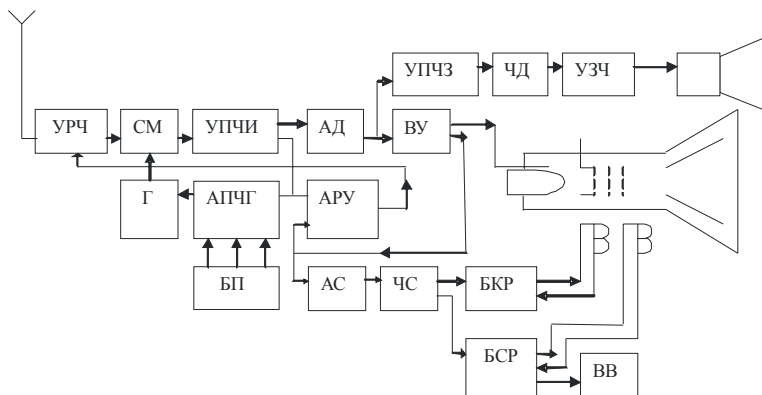 УПЧЗ ЧД УЗЧ
УРЧ СМ УПЧИ АД ВУ
Г АПЧГ АРУ
БП АС ЧС БКР
БСР ВВ